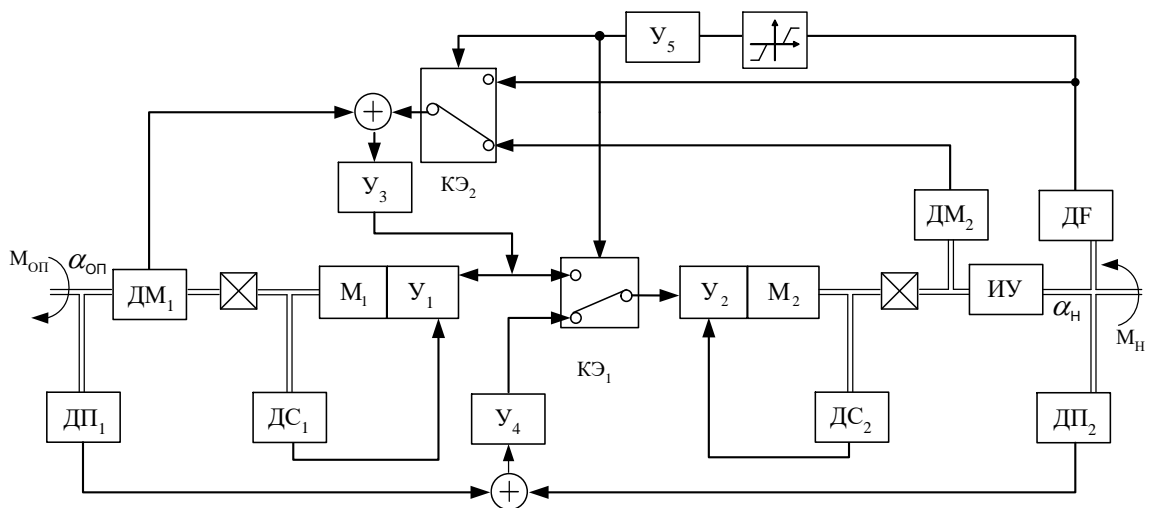 У5
У3
КЭ2
ДМ2
ДF
Моп
αоп
ДМ1
М1
У1
У2
М2
ИУ
αн
Мн
КЭ1
ДП1
ДС1
У4
ДС2
ДП2